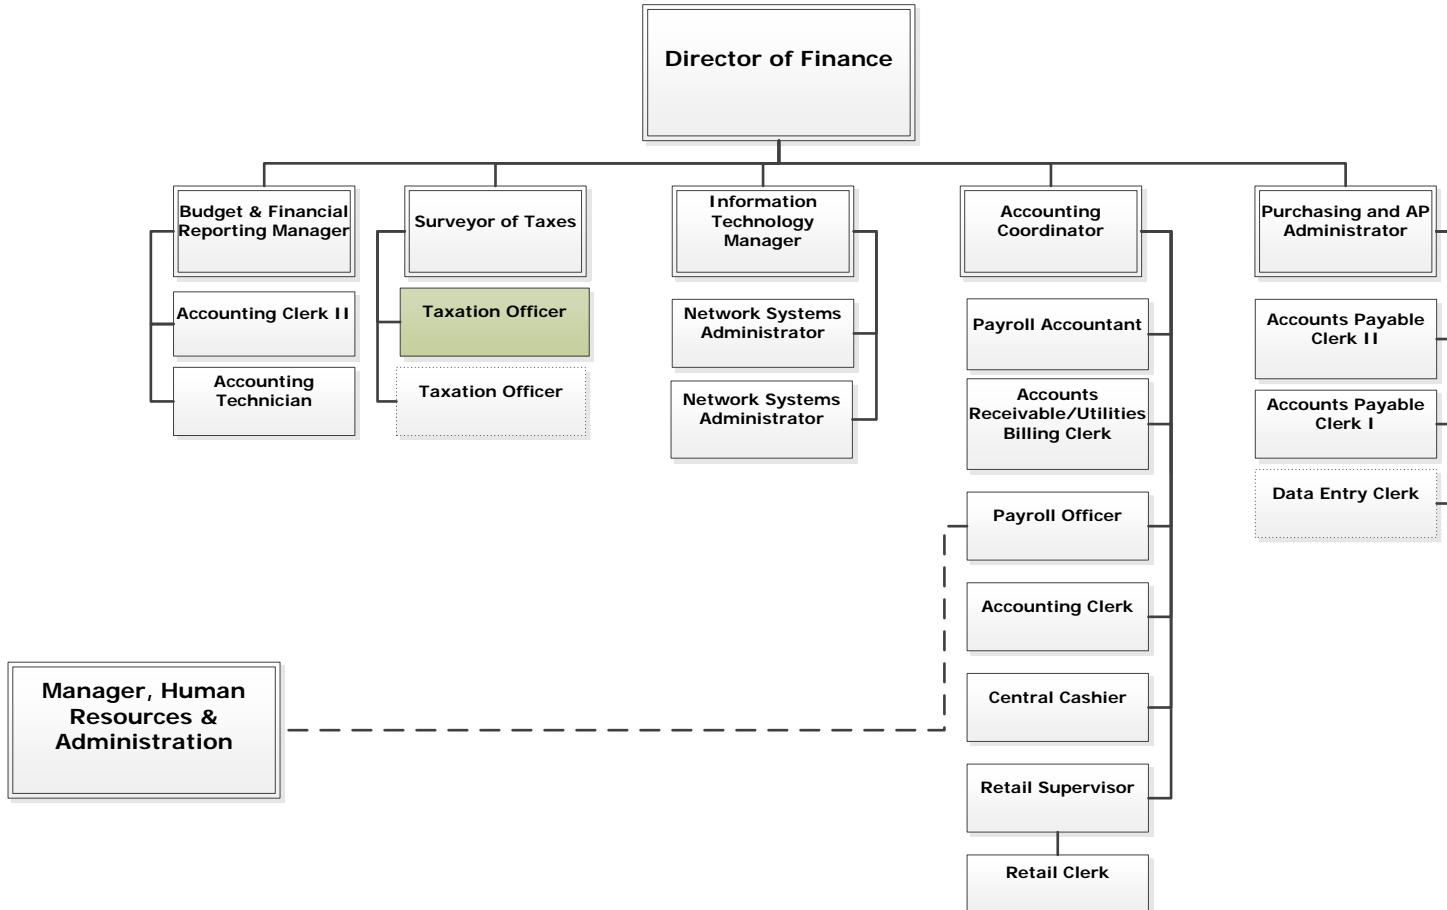 Director of Finance
Budget & Financial
Reporting Manager
Accounting Clerk II
Accounting
Technician
Surveyor of Taxes
Taxation Officer
Taxation Officer
Information
Technology
Manager
Network Systems
Administrator
Network Systems
Administrator
Accounting
Coordinator
Payroll Accountant
Accounts
Receivable/Utilities
Billing Clerk
Payroll Officer
Accounting Clerk
Central Cashier
Retail Supervisor
Retail Clerk
Purchasing and AP
Administrator
Accounts Payable
Clerk II
Accounts Payable
Clerk I
Data Entry Clerk
Manager, Human
Resources &
Administration